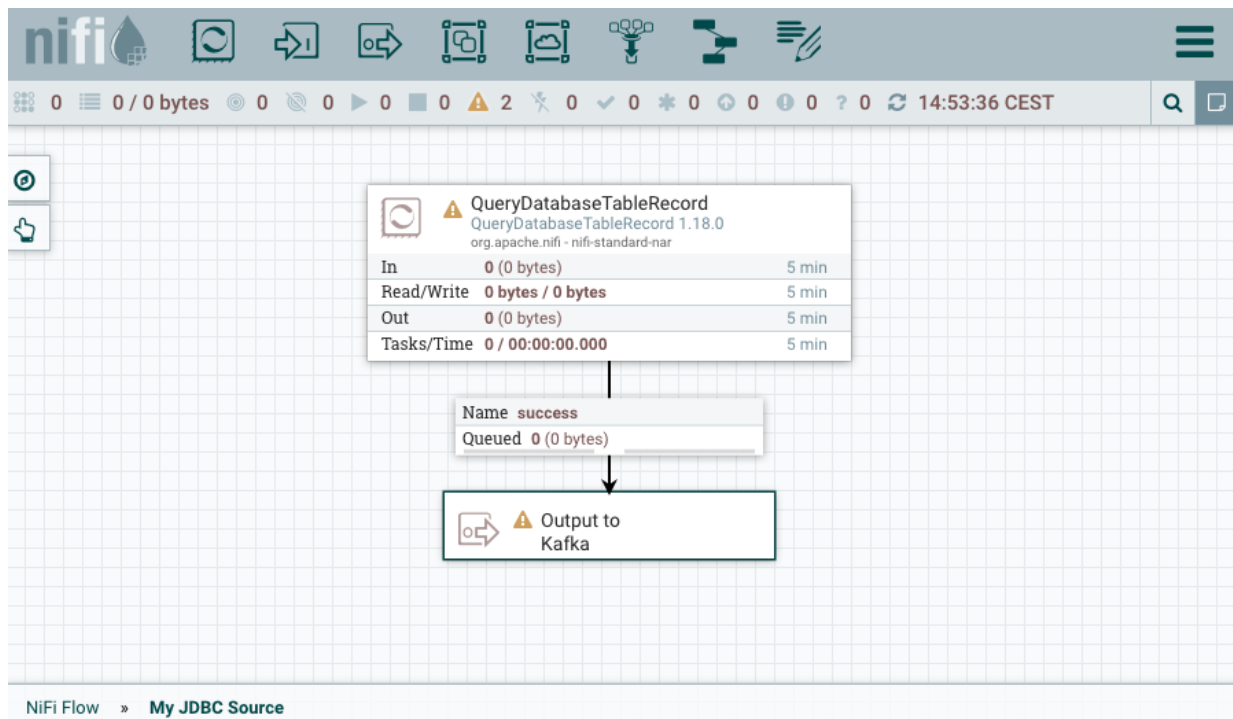 nifi
0 0 / 0 bytes 0 0 0 0 2 0 0 0 0 0 ? 0 14:53:36 CEST
QueryDatabaseTableRecord
QueryDatabaseTableRecord 1.18.0
org.apache.nifi - nifi-standard-nar
In 0 (0 bytes) 5 min
Read/Write 0 bytes / 0 bytes 5 min
Out 0 (0 bytes) 5 min
Tasks/Time 0 / 00:00:00.000 5 min
Name success
Queued 0 (0 bytes)
Output to
Kafka
NiFi Flow » My JDBC Source